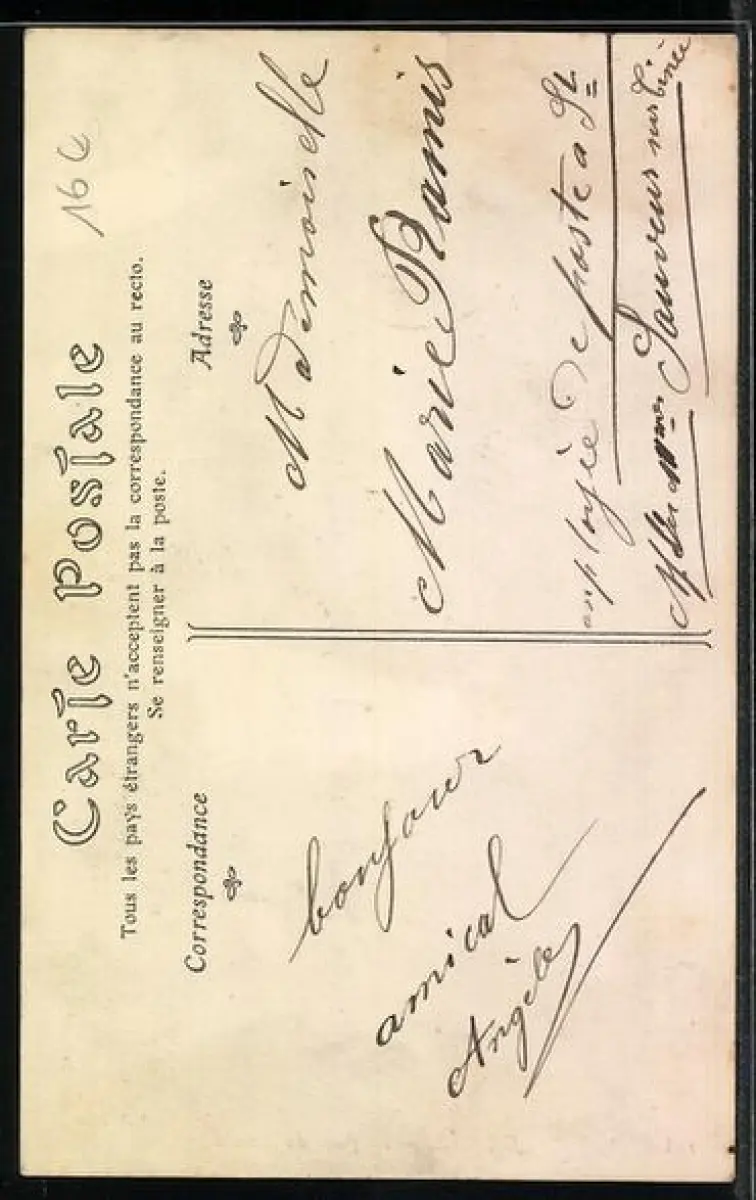 Carte Postale
16 €
Tous les pays étrangers n'acceptent pas la correspondance au recto.
Se renseigner à la poste.
Correspondance
bonjour
amical
Angèle
Adresse
Mademoiselle
Marie Ramis
employée de poste a St
Sauveur sur